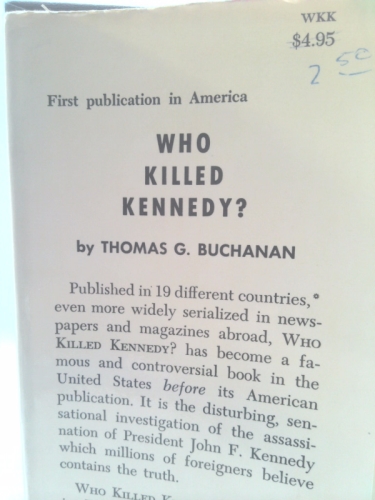 WKK
$4.95
2 50
First publication in America
WHO
KILLED
KENNEDY?
by THOMAS G. BUCHANAN
Published in 19 different countries,*
even more widely serialized in news-
papers and magazines abroad, WHO
KILLED KENNEDY? has become a fa-
mous and controversial book in the
United States before its American
publication. It is the disturbing, sen-
sational investigation of the assassi-
nation of President John F. Kennedy
which millions of foreigners believe
contains the truth.
WHO KILLED